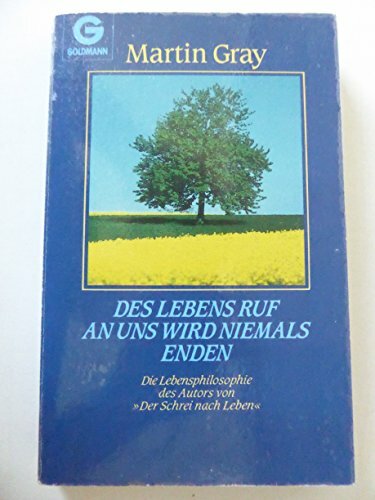 G
GOLDMANN
Martin Gray
DES LEBENS RUF
AN UNS WIRD NIEMALS
ENDEN
Die Lebensphilosophie
des Autors von
»Der Schrei nach Leben«